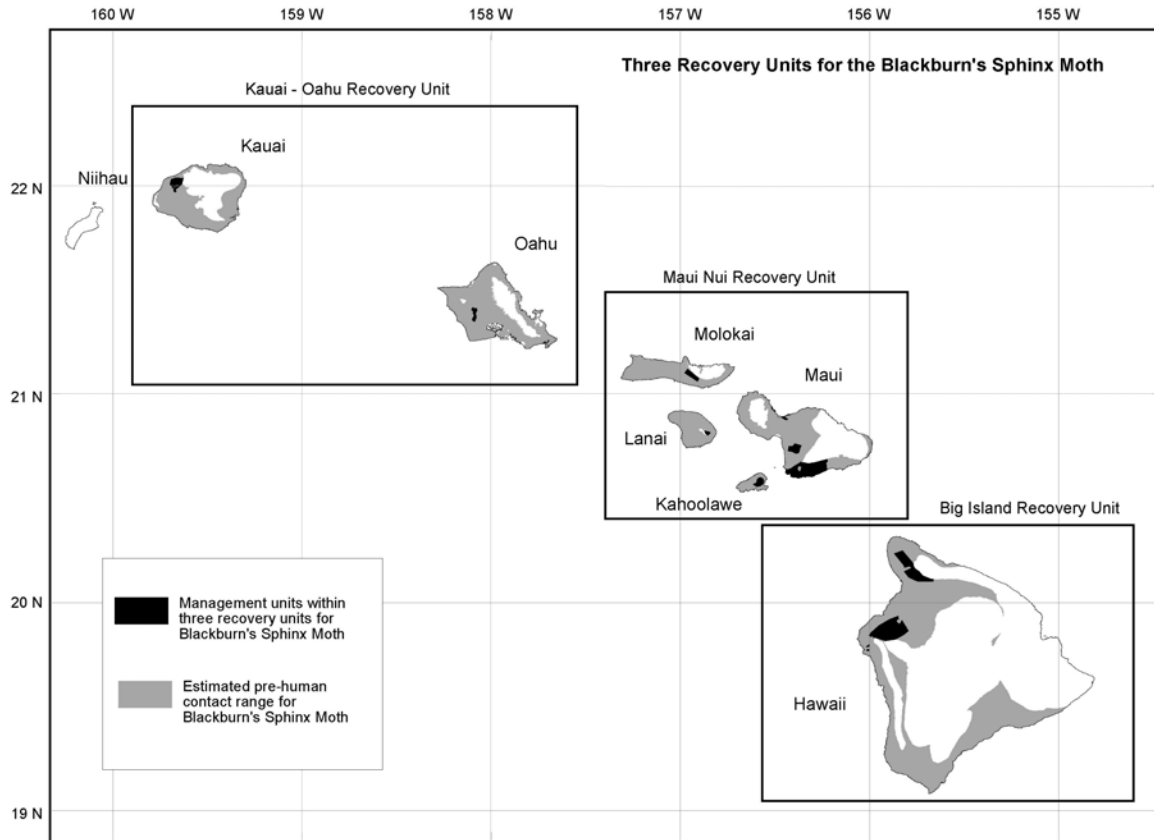 160 W
159 W
158 W
157 W
156 W
155 W
Three Recovery Units for the Blackburn's Sphinx Moth
Kauai - Oahu Recovery Unit
Kauai
Niihau
22 N
Oahu
Maui Nui Recovery Unit
Molokai
Maui
21 N
Lanai
Kahoolawe
Big Island Recovery Unit
20 N
Management units within
three recovery units for
Blackburn's Sphinx Moth
Estimated pre-human
contact range for
Blackburn's Sphinx Moth
Hawaii
19 N